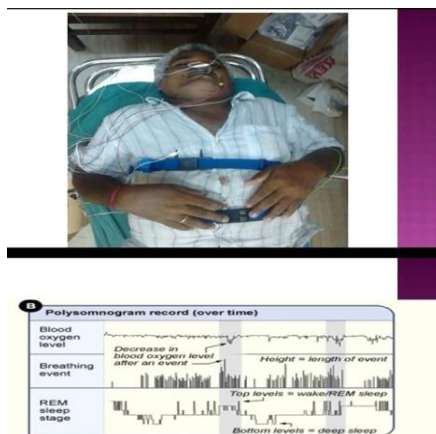 B
Polysomnogram record (over time)
Blood
oxygen
level
Decrease in
blood oxygen level
after an event
Height = length of event
Breathing
event
Top levels = wake/REM sleep
REM
sleep
stage
Bottom levels = deep sleep